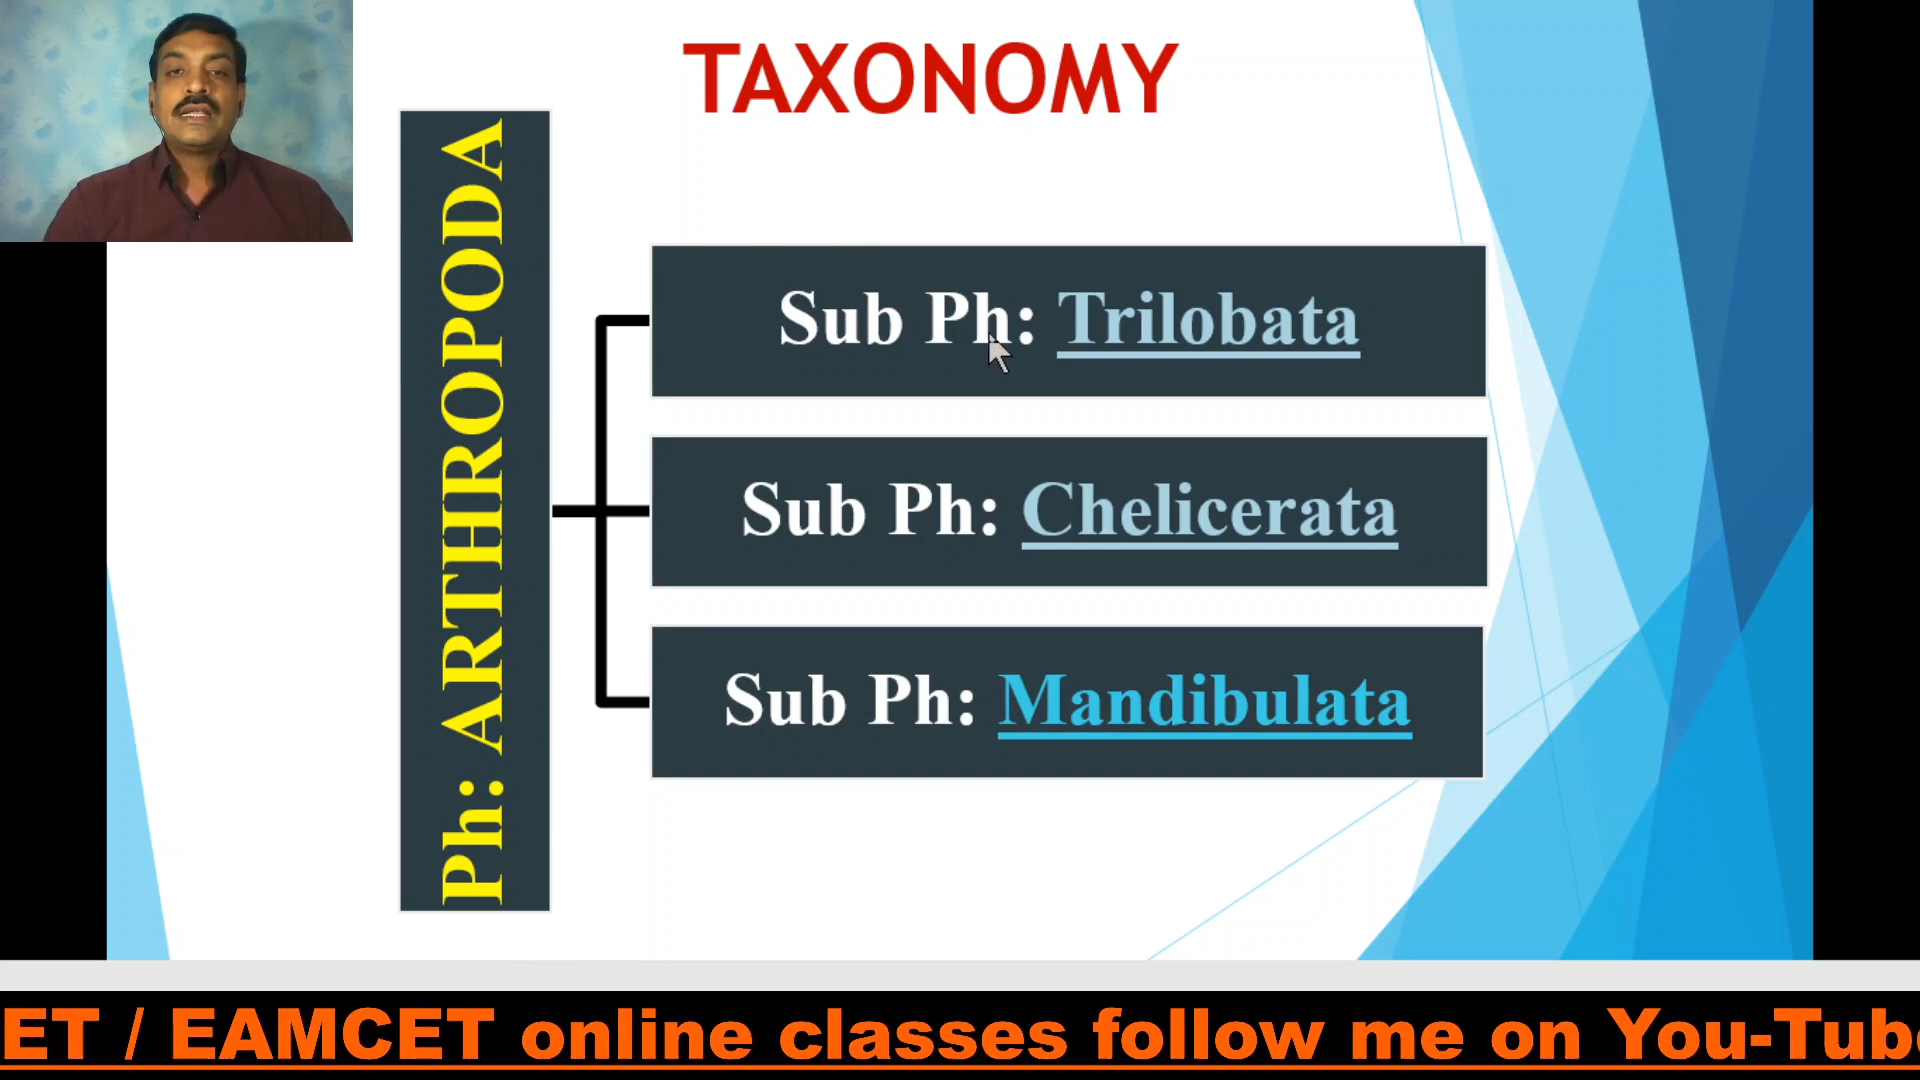 TAXONOMY
Ph: ARTHROPODA
Sub Ph: Trilobata
Sub Ph: Chelicerata
Sub Ph: Mandibulata
ET / EAMCET online classes follow me on You-Tube